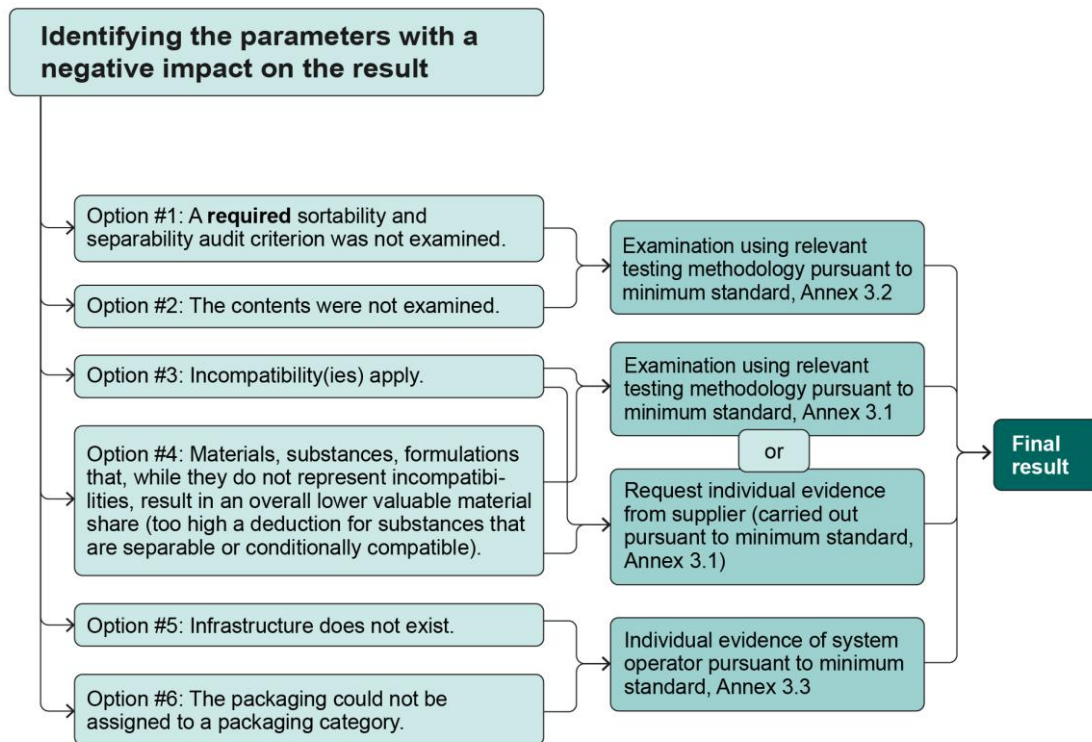 Identifying the parameters with a
negative impact on the result
Option #1: A required sortability and
separability audit criterion was not examined.
Option #2: The contents were not examined.
Option #3: Incompatibility(ies) apply.
Option #4: Materials, substances, formulations
that, while they do not represent incompatibi-
lities, result in an overall lower valuable material
share (too high a deduction for substances that
are separable or conditionally compatible).
Option #5: Infrastructure does not exist.
Option #6: The packaging could not be
assigned to a packaging category.
Examination using relevant
testing methodology pursuant to
minimum standard, Annex 3.2
Examination using relevant
testing methodology pursuant to
minimum standard, Annex 3.1
or
Request individual evidence
from supplier (carried out
pursuant to minimum standard,
Annex 3.1)
Individual evidence of system
operator pursuant to minimum
standard, Annex 3.3
Final
result